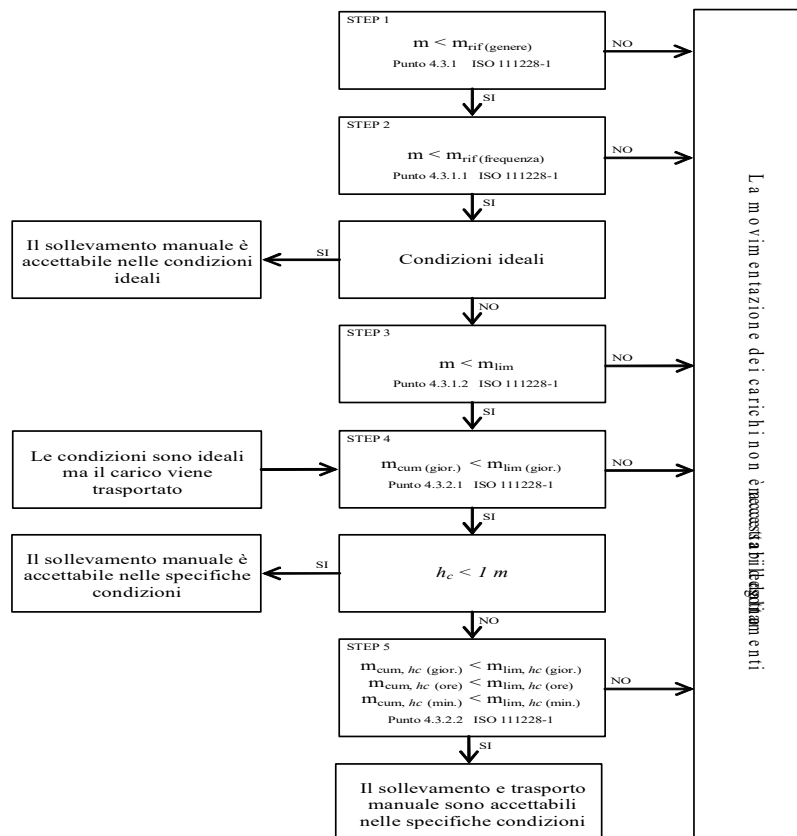 STEP 1
m < mrif (genere)
Punto 4.3.1 ISO 111228-1
NO
SI
STEP 2
m < mrif (frequenza)
Punto 4.3.1.1 ISO 111228-1
NO
SI
Il sollevamento manuale è
accettabile nelle condizioni
ideali
SI
Condizioni ideali
NO
STEP 3
m < mlim
Punto 4.3.1.2 ISO 111228-1
NO
SI
Le condizioni sono ideali
ma il carico viene
trasportato
STEP 4
mcum (gior.) < mlim (gior.)
Punto 4.3.2.1 ISO 111228-1
NO
SI
Il sollevamento manuale è
accettabile nelle specifiche
condizioni
SI
hc < 1 m
NO
STEP 5
mcum, hc (gior.) < mlim, hc (gior.)
mcum, hc (ore) < mlim, hc (ore)
mcum, hc (min.) < mlim, hc (min.)
Punto 4.3.2.2 ISO 111228-1
NO
SI
Il sollevamento e trasporto
manuale sono accettabili
nelle specifiche condizioni
La movimentazione dei carichi non è